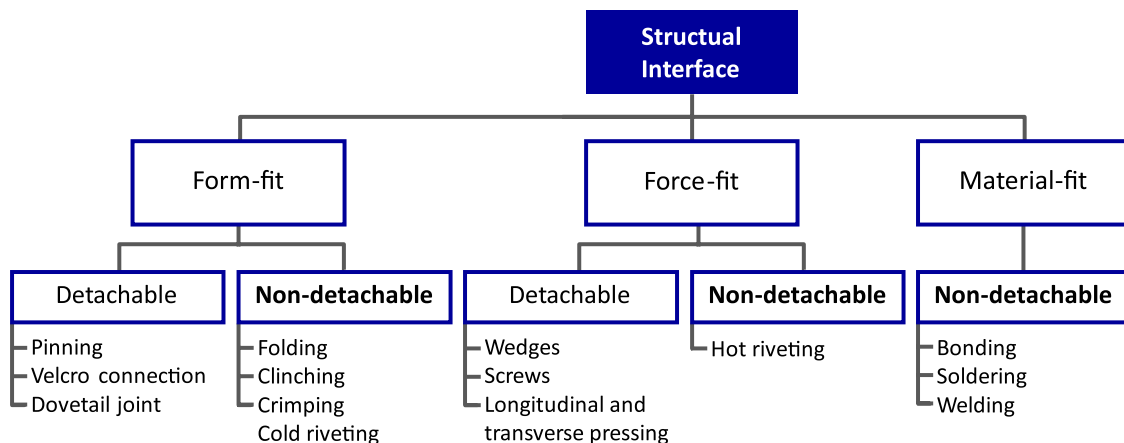 Structual
Interface
Form-fit
Force-fit
Material-fit
Detachable
Non-detachable
Detachable
Non-detachable
Non-detachable
Pinning
Velcro connection
Dovetail joint
Folding
Clinching
Crimping
Cold riveting
Wedges
Screws
Longitudinal and
transverse pressing
Hot riveting
Bonding
Soldering
Welding